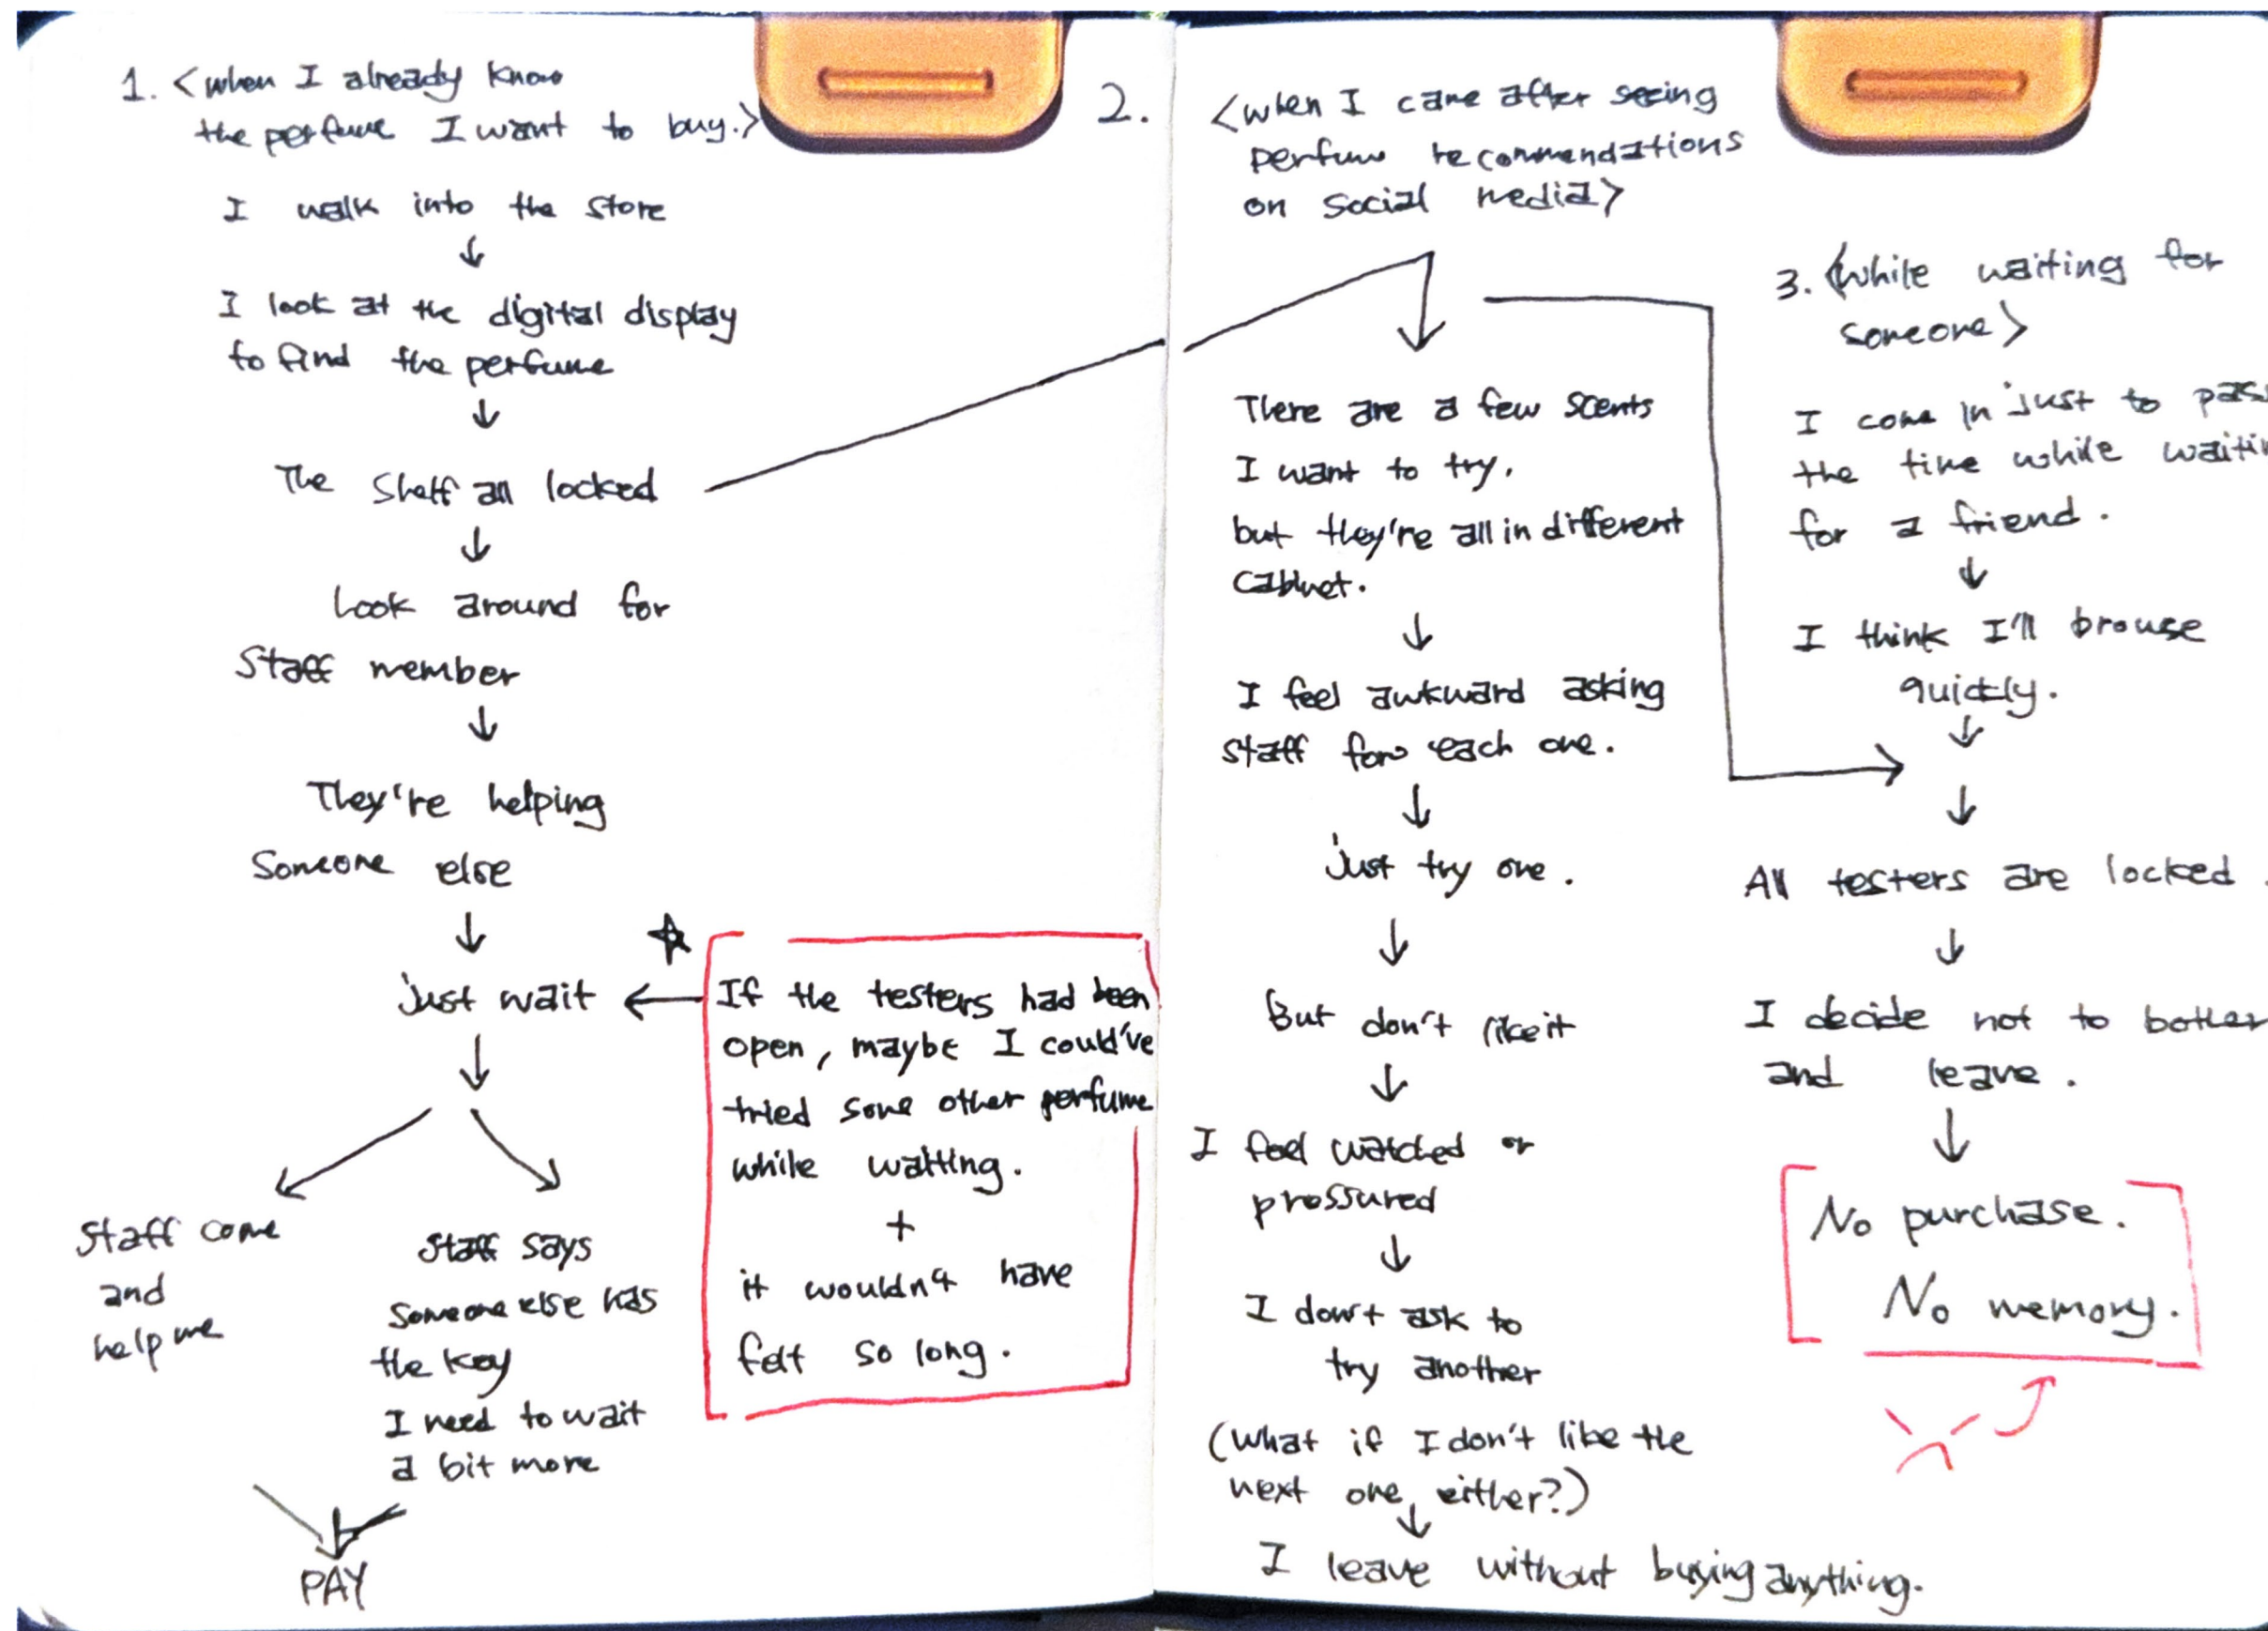 1. <when I already know
the perfume I want to buy.>
I walk into the store
↓
I look at the digital display
to find the perfume
↓
The Shelf all locked
↓
Look around for
Staff member
↓
They're helping
Someone else
↓
just wait
↓
Staff come
and
help me
Staff says
Someone else has
the key
I need to wait
a bit more
PAY
★
If the testers had been
open, maybe I could've
tried some other perfume
while waiting.
+
it wouldn't have
felt so long.
2. <when I came after seeing
perfume recommendations
on social media>
There are a few scents
I want to try.
but they're all in different
cabinet.
↓
I feel awkward asking
staff for each one.
↓
just try one.
↓
But don't like it
↓
I feel watched or
pressured
↓
I don't ask to
try another
(what if I don't like the
next one either?)
↓
I leave without buying anything.
3. <while waiting for
someone>
I come in just to pass
the time while waitin
for a friend.
↓
I think I'll brouse
quickly.
↓
↓
All testers are locked.
↓
I decide not to bother
and leave.
↓
No purchase.
No memory.